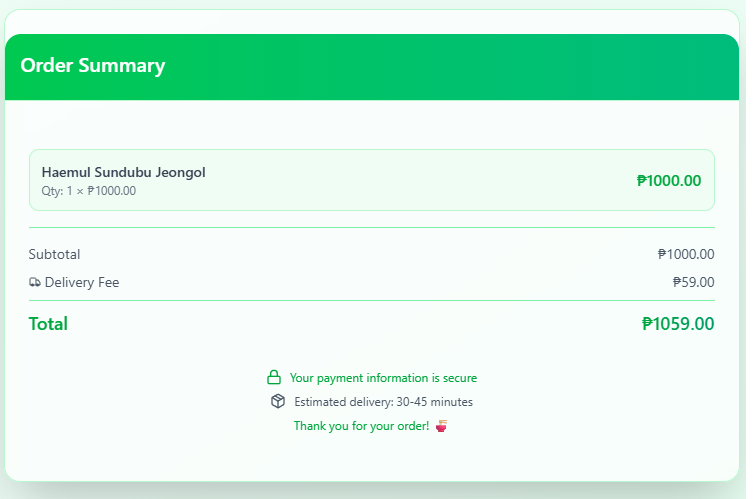 Order Summary
Haemul Sundubu Jeongol
₱1000.00
Qty: 1 × ₱1000.00
Subtotal
₱1000.00
Delivery Fee
₱59.00
Total
₱1059.00
Your payment information is secure
Estimated delivery: 30-45 minutes
Thank you for your order! 🍜